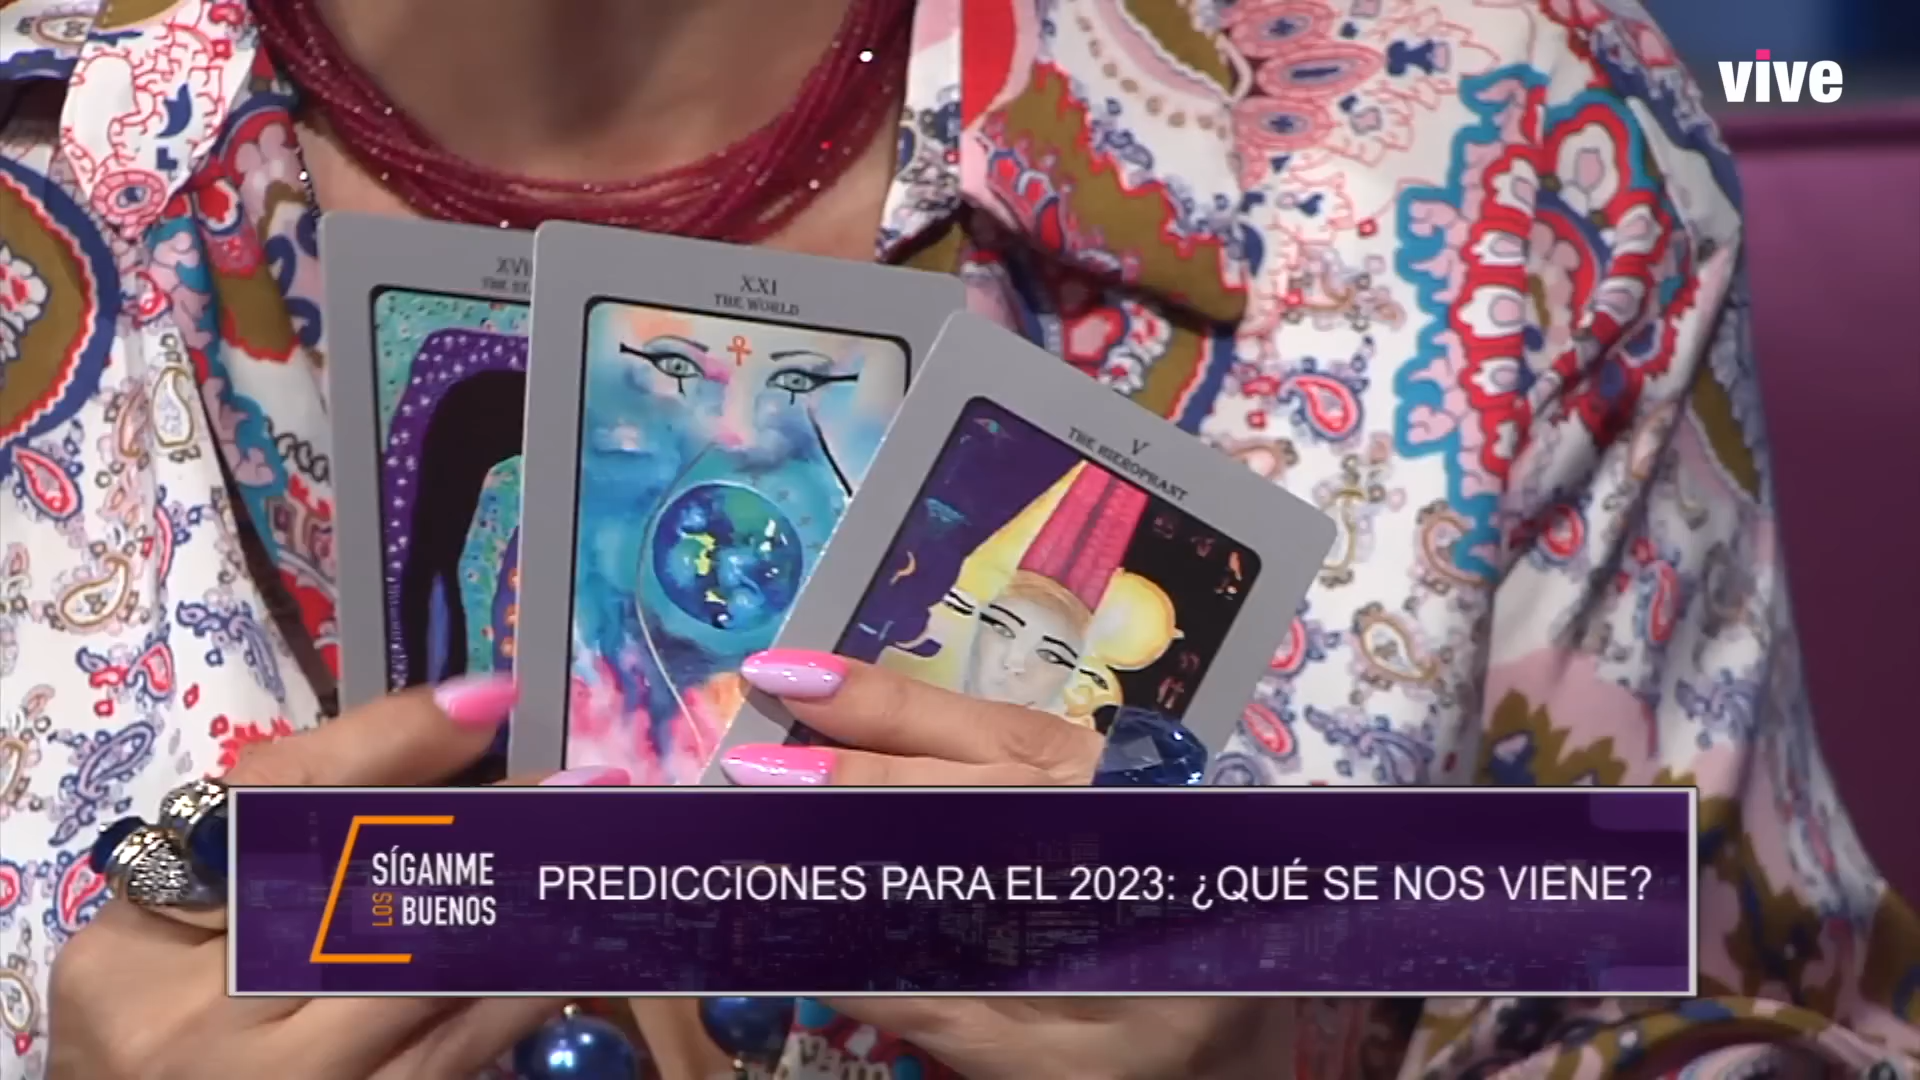 vive
XXI
THE WORLD
V
THE HIEROPHANT
SÍGANME
LOS BUENOS
PREDICCIONES PARA EL 2023: ¿QUÉ SE NOS VIENE?